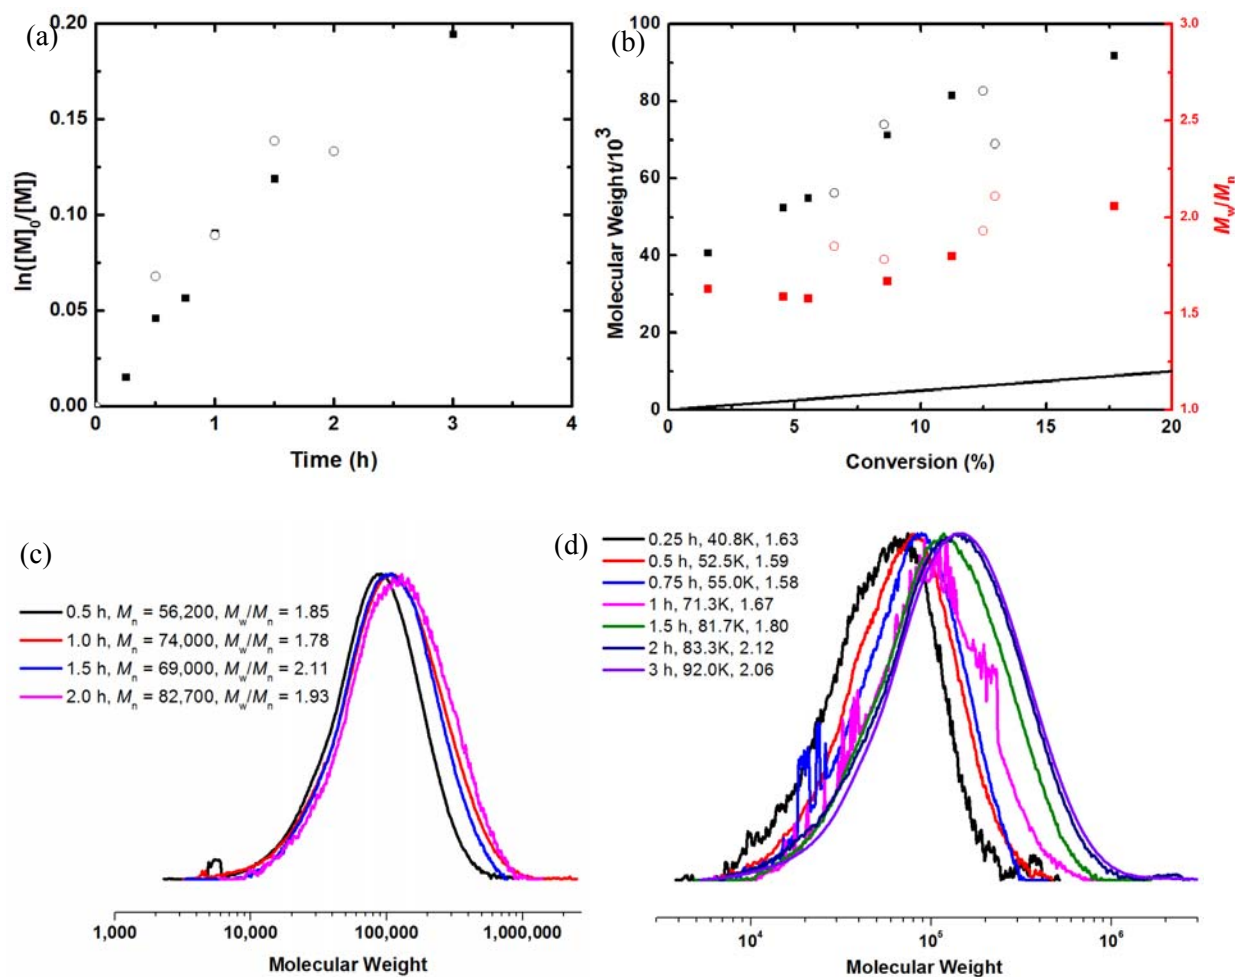 (a)
0.20
0.15
0.10
0.05
0.00
ln([M]0/[M])
0 1 2 3 4
Time (h)
(b)
100
80
60
40
20
0
Molecular Weight/10^3
3.0
2.5
2.0
1.5
1.0
Mw/Mn
0 5 10 15 20
Conversion (%)
(c)
0.5 h, Mn = 56,200, Mw/Mn = 1.85
1.0 h, Mn = 74,000, Mw/Mn = 1.78
1.5 h, Mn = 69,000, Mw/Mn = 2.11
2.0 h, Mn = 82,700, Mw/Mn = 1.93
1,000 10,000 100,000 1,000,000
Molecular Weight
(d)
0.25 h, 40.8K, 1.63
0.5 h, 52.5K, 1.59
0.75 h, 55.0K, 1.58
1 h, 71.3K, 1.67
1.5 h, 81.7K, 1.80
2 h, 83.3K, 2.12
3 h, 92.0K, 2.06
10^4 10^5 10^6
Molecular Weight